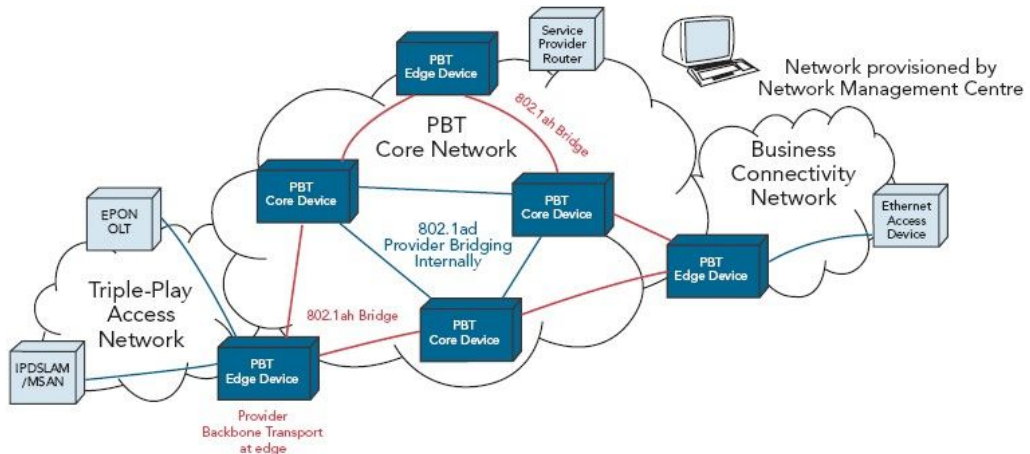 Service
Provider
Router
PBT
Edge Device
Network provisioned by
Network Management Centre
802.1ah Bridge
PBT
Core Network
Business
Connectivity
Network
PBT
Core Device
PBT
Core Device
EPON
OLT
Ethernet
Access
Device
802.1ad
Provider Bridging
Internally
PBT
Edge Device
Triple-Play
Access
Network
802.1ah Bridge
PBT
Core Device
IPDSLAM
/MSAN
PBT
Edge Device
Provider
Backbone Transport
at edge